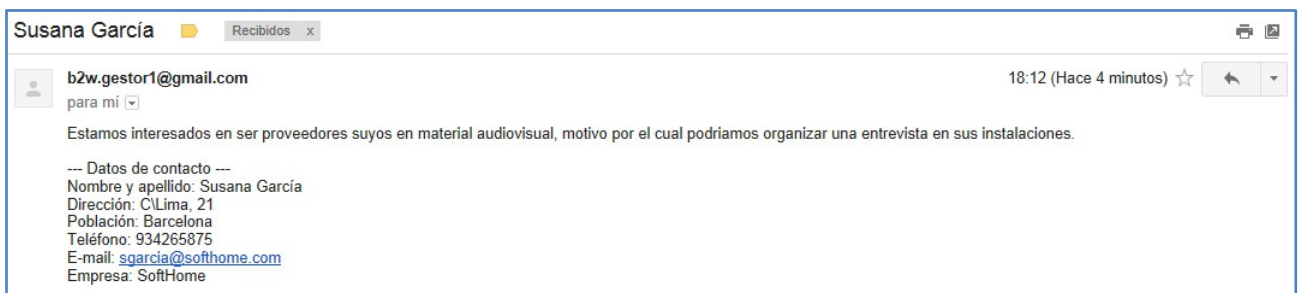 Susana García
Recibidos x
b2w.gestor1@gmail.com
18:12 (Hace 4 minutos)
para mí
Estamos interesados en ser proveedores suyos en material audiovisual, motivo por el cual podriamos organizar una entrevista en sus instalaciones.
--- Datos de contacto ---
Nombre y apellido: Susana García
Dirección: C\Lima, 21
Población: Barcelona
Teléfono: 934265875
E-mail: sgarcia@softhome.com
Empresa: SoftHome